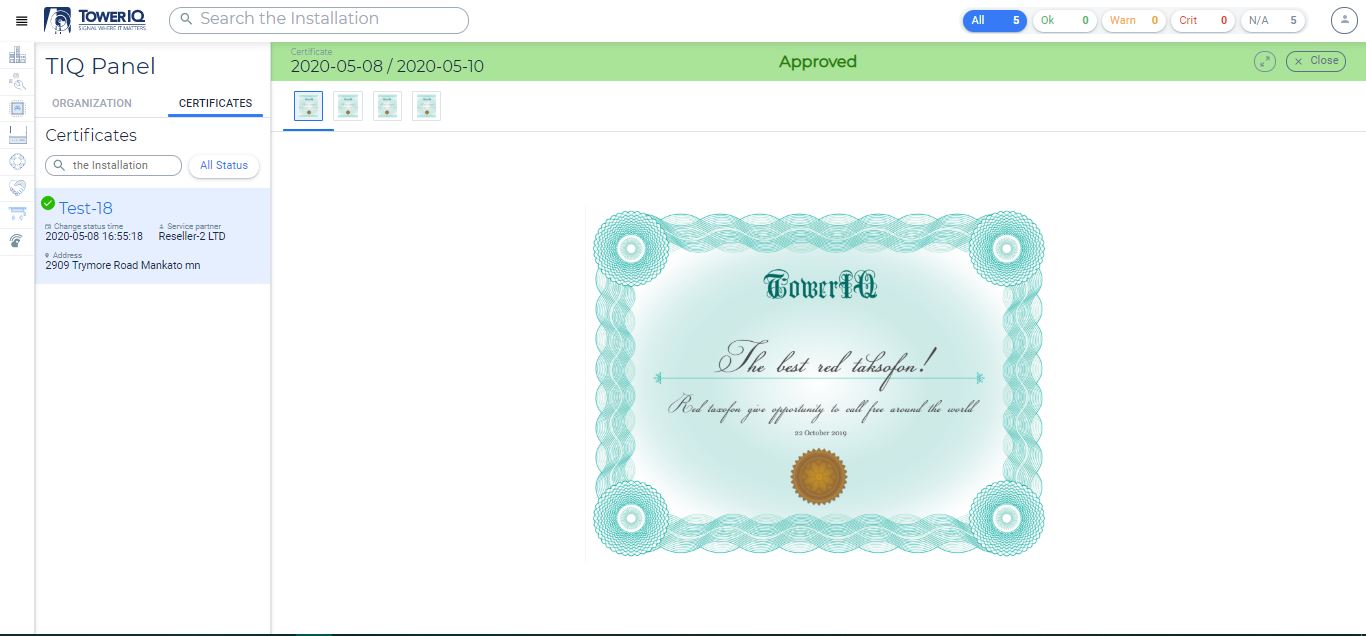 TOWERIQ
SIGNAL WHERE IT MATTERS
Search the Installation
All 5
Ok 0
Warn 0
Crit 0
N/A 5
TIQ Panel
ORGANIZATION
CERTIFICATES
Certificates
the Installation
All Status
Test-18
Change status time
2020-05-08 16:55:18
Service partner
Reseller-2 LTD
Address
2909 Trymore Road Mankato mn
Certificate
2020-05-08 / 2020-05-10
Approved
Close
TowerIQ
The best red taksofon!
Red taxofon give opportunity to call free around the world
22 October 2019